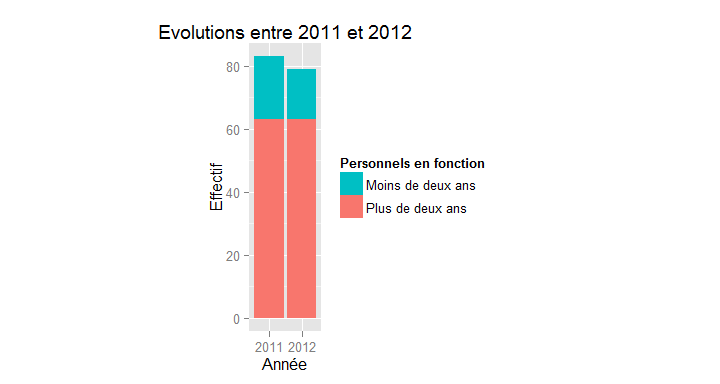 Evolutions entre 2011 et 2012
80
60
40
20
0
Effectif
2011 2012
Année
Personnels en fonction
Moins de deux ans
Plus de deux ans